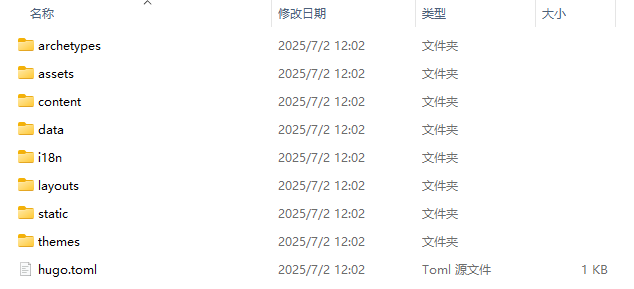 名称 修改日期 类型 大小
archetypes 2025/7/2 12:02 文件夹
assets 2025/7/2 12:02 文件夹
content 2025/7/2 12:02 文件夹
data 2025/7/2 12:02 文件夹
i18n 2025/7/2 12:02 文件夹
layouts 2025/7/2 12:02 文件夹
static 2025/7/2 12:02 文件夹
themes 2025/7/2 12:02 文件夹
hugo.toml 2025/7/2 12:02 Toml 源文件 1 KB